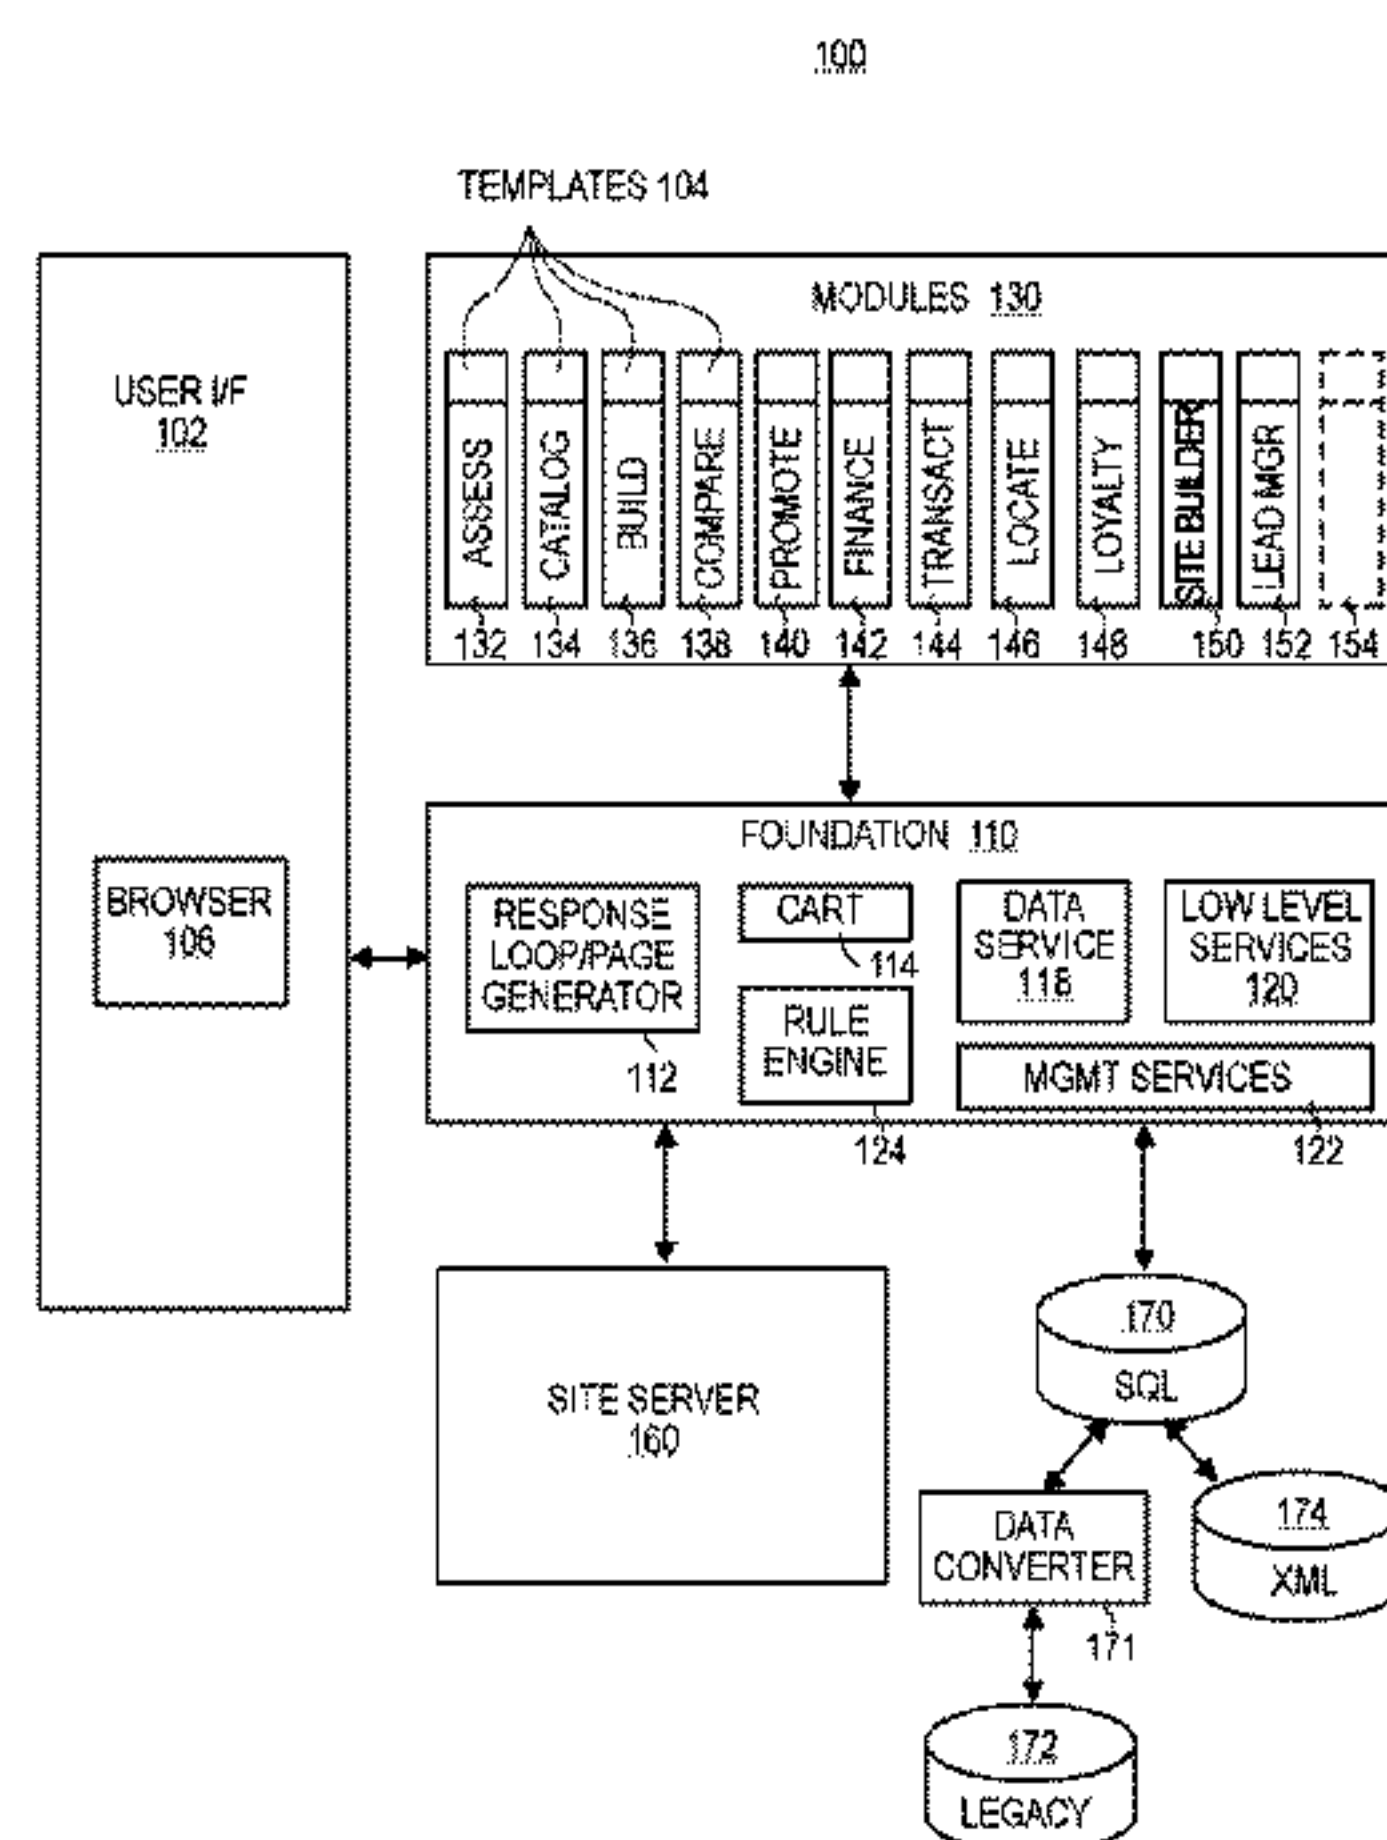 100
TEMPLATES 104
MODULES 130
USER I/F
102
ASSESS
CATALOG
BUILD
COMPARE
PROMOTE
FINANCE
TRANSACT
LOCATE
LOYALTY
SITE BUILDER
LEAD MGR
132 134 136 138 140 142 144 146 148 150 152 154
FOUNDATION 110
BROWSER
106
RESPONSE
LOOP/PAGE
GENERATOR
112
CART
114
RULE
ENGINE
124
DATA
SERVICE
118
LOW LEVEL
SERVICES
120
MGMT SERVICES
122
SITE SERVER
160
170
SQL
DATA
CONVERTER
171
174
XML
172
LEGACY